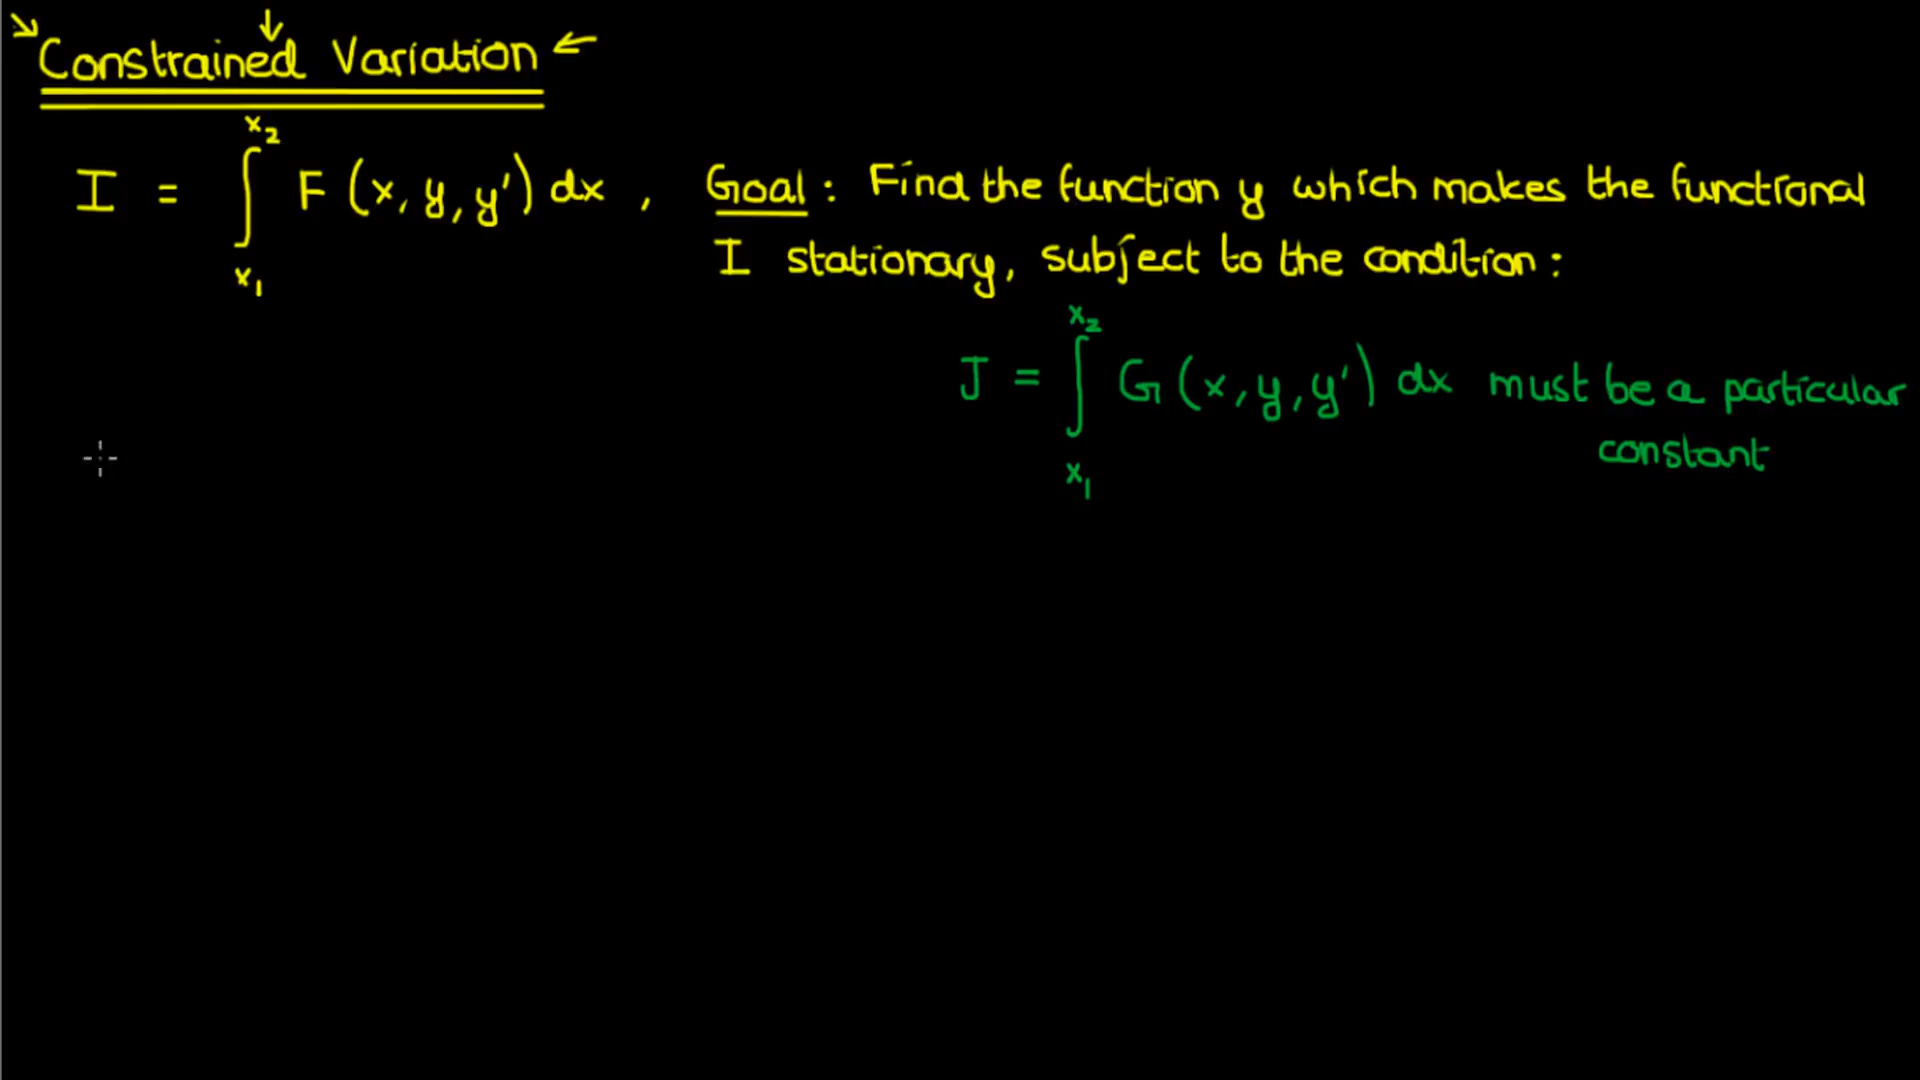 Constrained Variation
I = ∫_{x₁}^{x₂} F(x, y, y') dx , Goal: Find the function y which makes the functional
I stationary, subject to the condition:
J = ∫_{x₁}^{x₂} G(x, y, y') dx must be a particular
constant